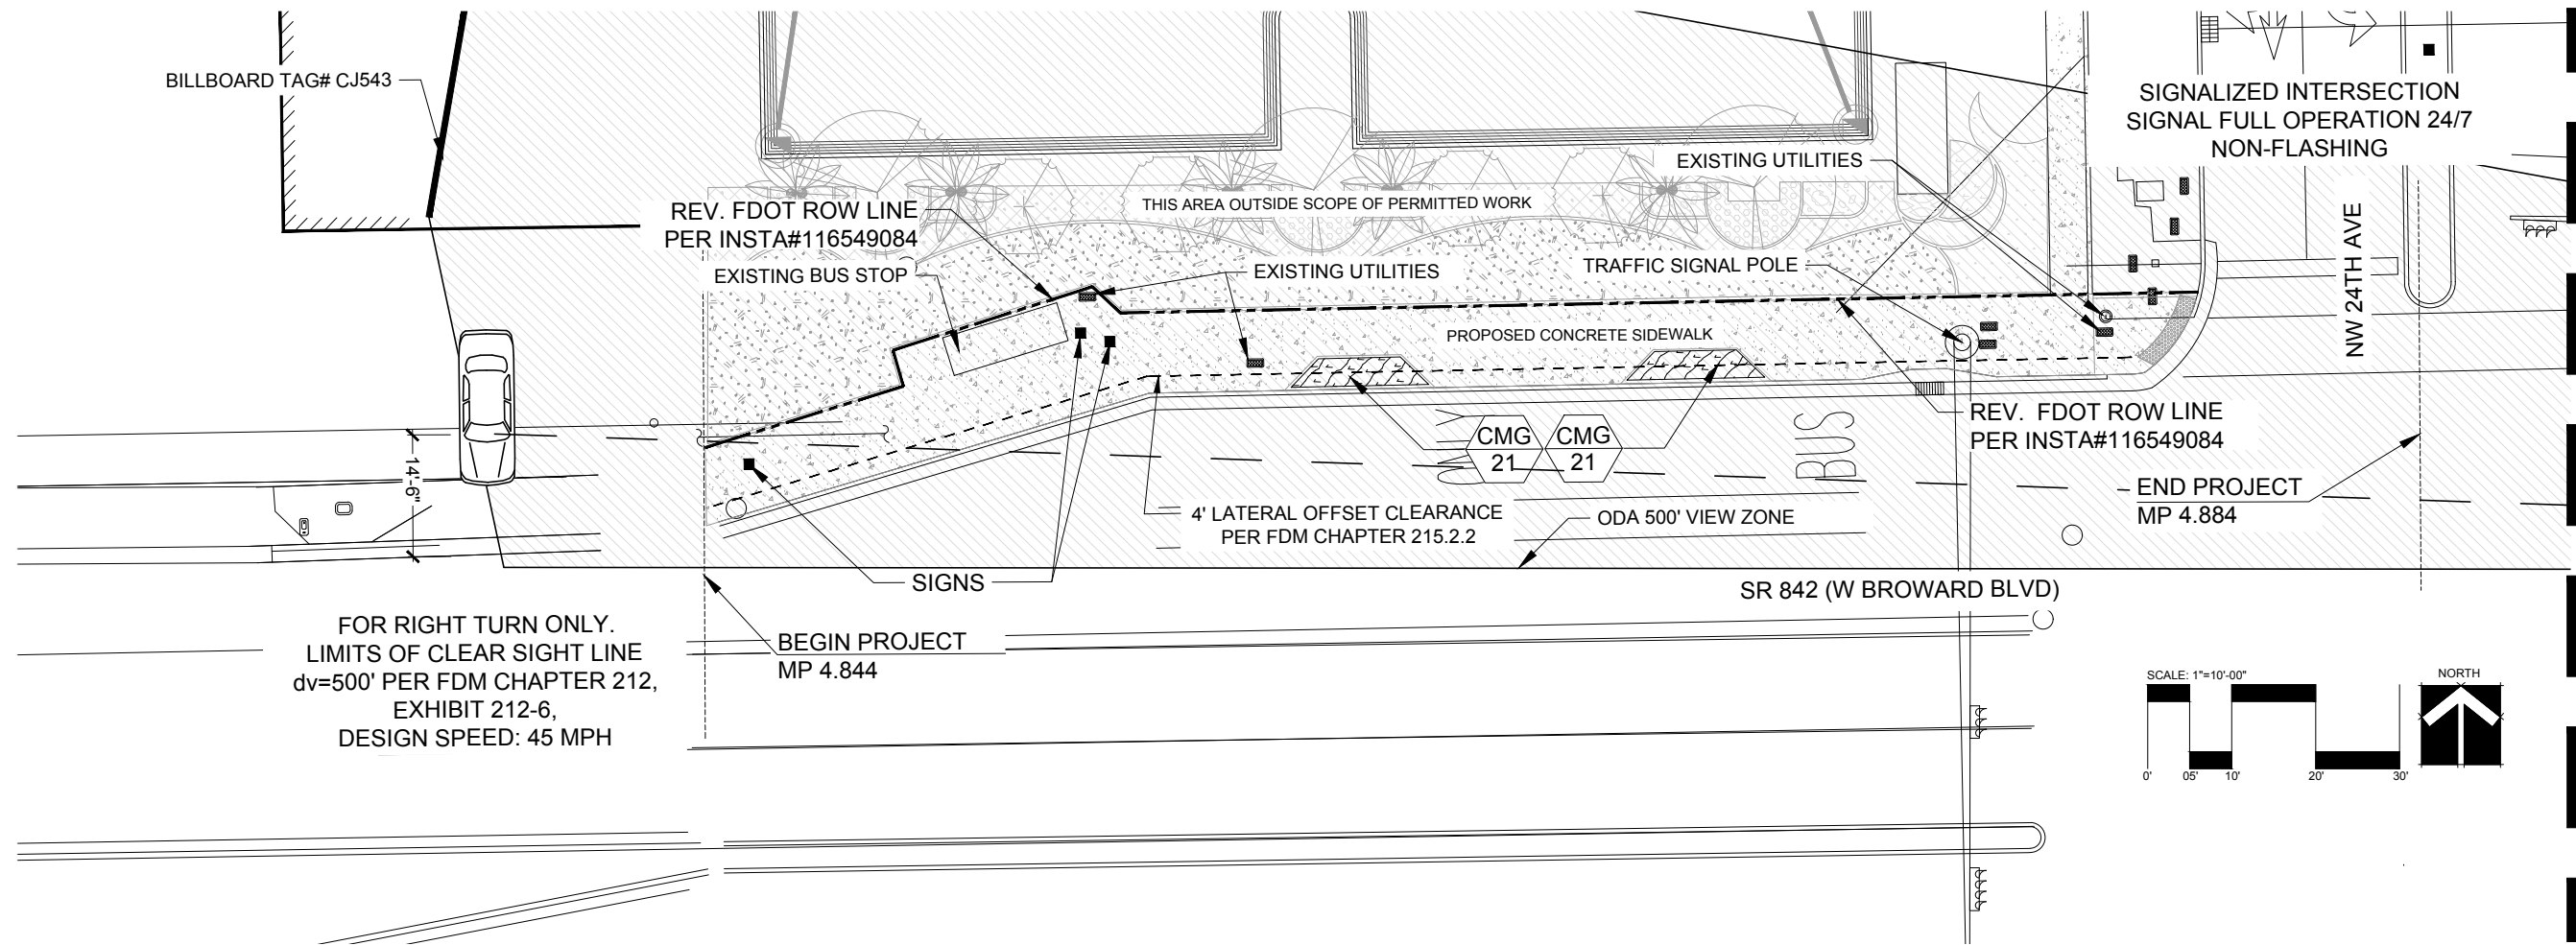 BILLBOARD TAG# CJ543
SIGNALIZED INTERSECTION
SIGNAL FULL OPERATION 24/7
NON-FLASHING
EXISTING UTILITIES
REV. FDOT ROW LINE
PER INSTA#116549084
THIS AREA OUTSIDE SCOPE OF PERMITTED WORK
EXISTING BUS STOP
EXISTING UTILITIES
TRAFFIC SIGNAL POLE
NW 24TH AVE
PROPOSED CONCRETE SIDEWALK
REV. FDOT ROW LINE
PER INSTA#116549084
CMG
21
CMG
21
BUS
14'-6"
END PROJECT
MP 4.884
4' LATERAL OFFSET CLEARANCE
PER FDM CHAPTER 215.2.2
ODA 500' VIEW ZONE
SIGNS
SR 842 (W BROWARD BLVD)
FOR RIGHT TURN ONLY.
LIMITS OF CLEAR SIGHT LINE
dv=500' PER FDM CHAPTER 212,
EXHIBIT 212-6,
DESIGN SPEED: 45 MPH
BEGIN PROJECT
MP 4.844
SCALE: 1"=10'-00"
NORTH
0' 05' 10' 20' 30'